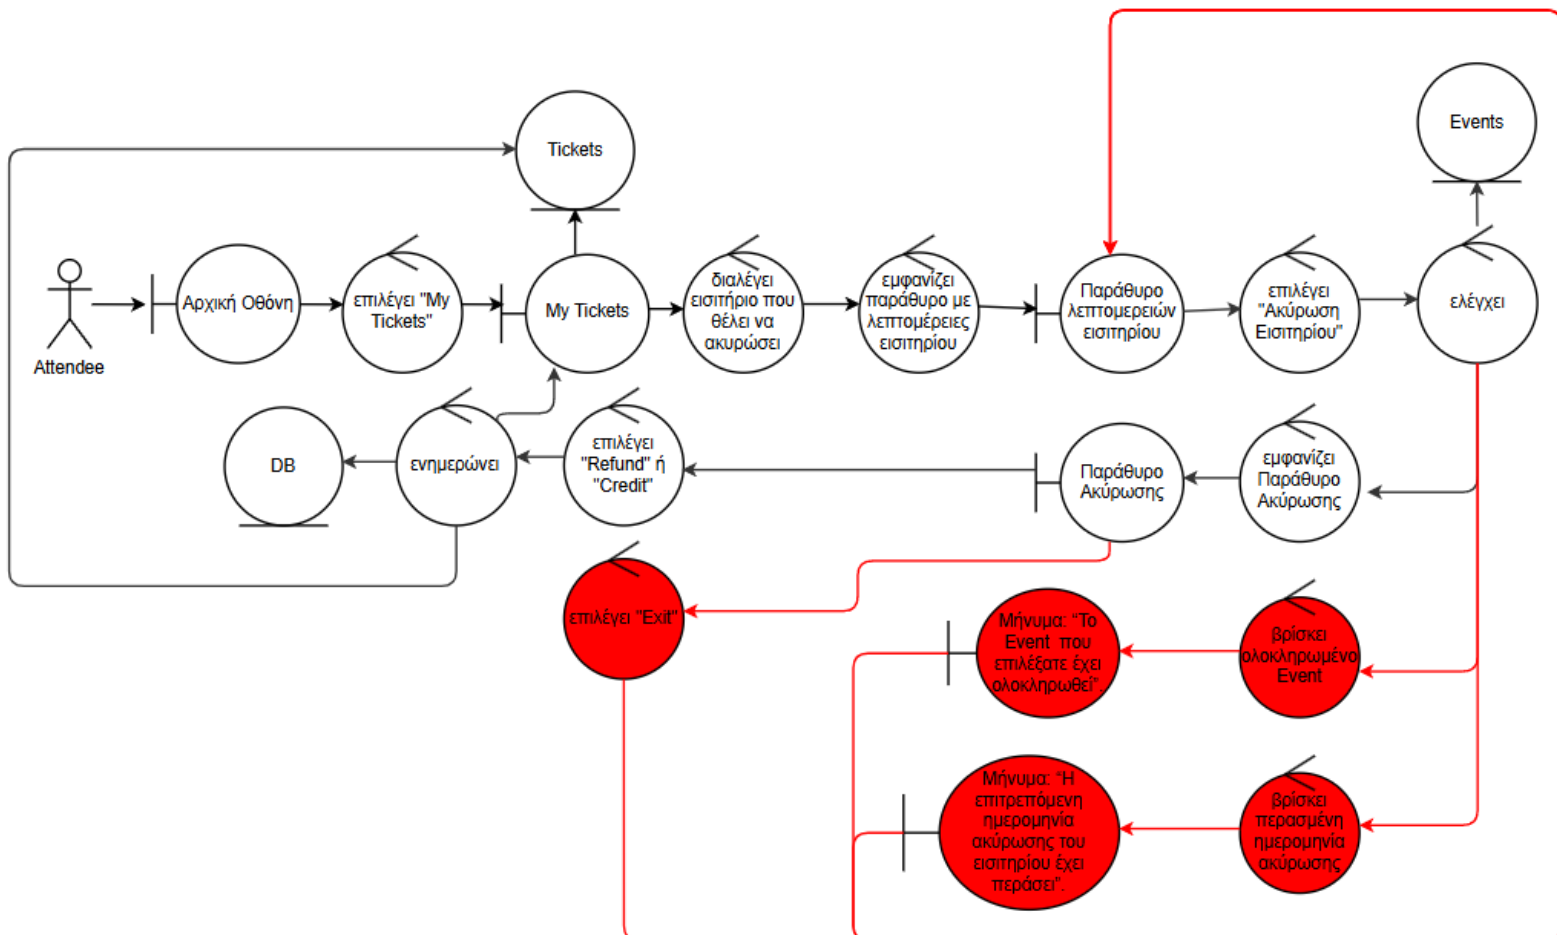 Tickets
Events
Attendee
Αρχική Οθόνη
επιλέγει "My
Tickets"
My Tickets
διαλέγει
εισιτήριο που
θέλει να
ακυρώσει
εμφανίζει
παράθυρο με
λεπτομέρειες
εισιτηρίου
Παράθυρο
λεπτομερειών
εισιτηρίου
επιλέγει
"Ακύρωση
Εισιτηρίου"
ελέγχει
DB
ενημερώνει
επιλέγει
"Refund" ή
"Credit"
Παράθυρο
Ακύρωσης
εμφανίζει
Παράθυρο
Ακύρωσης
επιλέγει "Exit"
Μήνυμα: "Το
Event που
επιλέξατε έχει
ολοκληρωθεί".
βρίσκει
ολοκληρωμένο
Event
Μήνυμα: "Η
επιτρεπόμενη
ημερομηνία
ακύρωσης του
εισιτηρίου έχει
περάσει".
βρίσκει
περασμένη
ημερομηνία
ακύρωσης